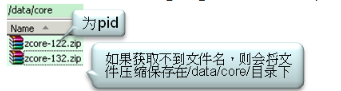 /data/core
Name
为pid
zcore-122.zip
zcore-132.zip
如果获取不到文件名，则会将文
件压缩保存在/data/core/目录下